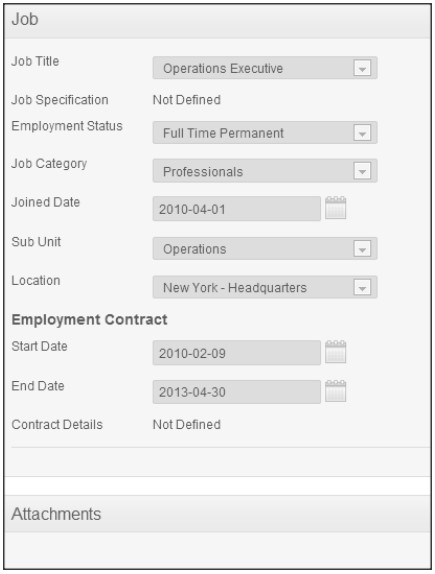 Job
Job Title Operations Executive
Job Specification Not Defined
Employment Status Full Time Permanent
Job Category Professionals
Joined Date 2010-04-01
Sub Unit Operations
Location New York - Headquarters
Employment Contract
Start Date 2010-02-09
End Date 2013-04-30
Contract Details Not Defined
Attachments